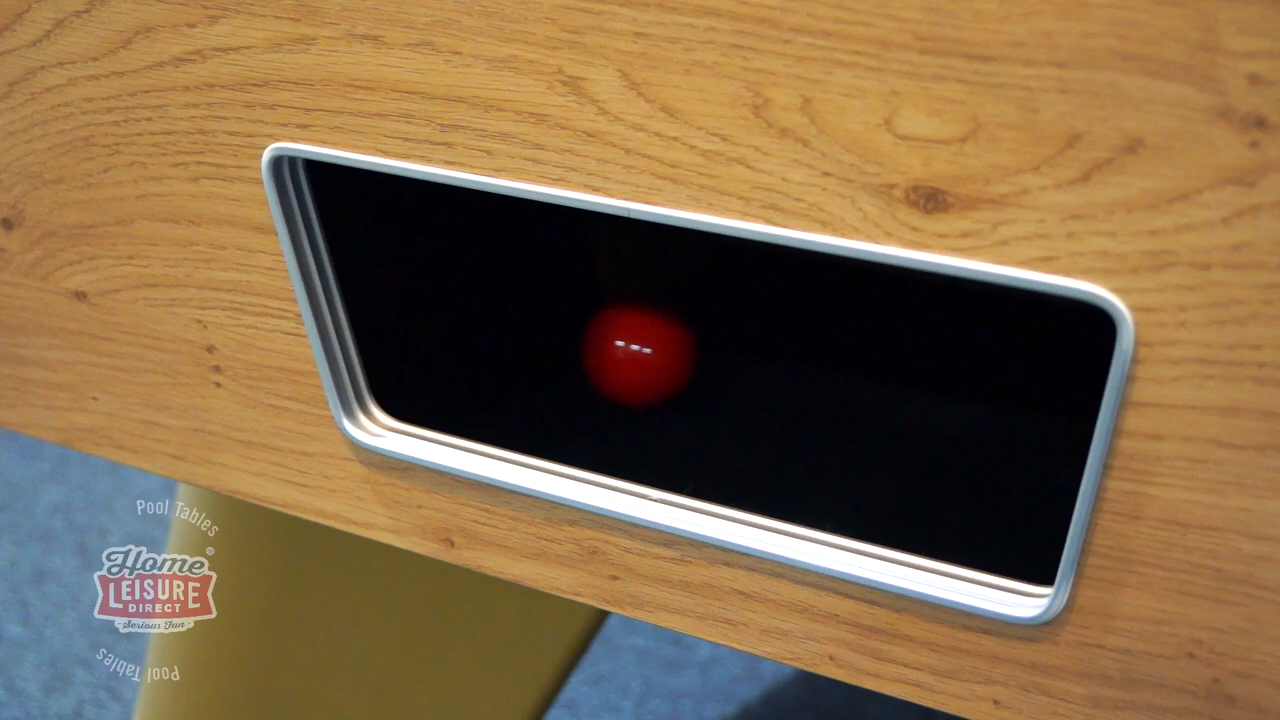 Pool Tables
Home®
LEISURE
DIRECT
- Serious Fun -
Pool Tables